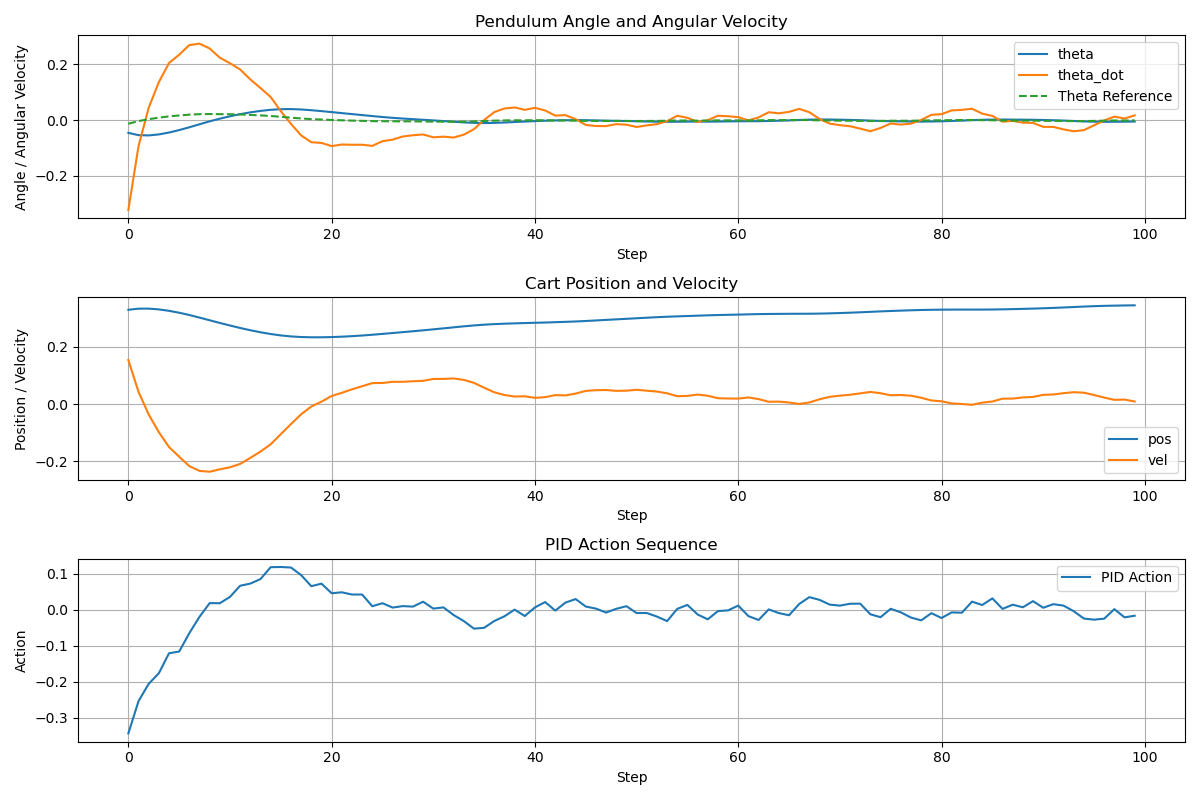 Pendulum Angle and Angular Velocity
Angle / Angular Velocity
0.2
0.0
−0.2
theta
theta_dot
Theta Reference
0 20 40 60 80 100
Step
Cart Position and Velocity
Position / Velocity
0.2
0.0
−0.2
pos
vel
0 20 40 60 80 100
Step
PID Action Sequence
Action
0.1
0.0
−0.1
−0.2
−0.3
PID Action
0 20 40 60 80 100
Step